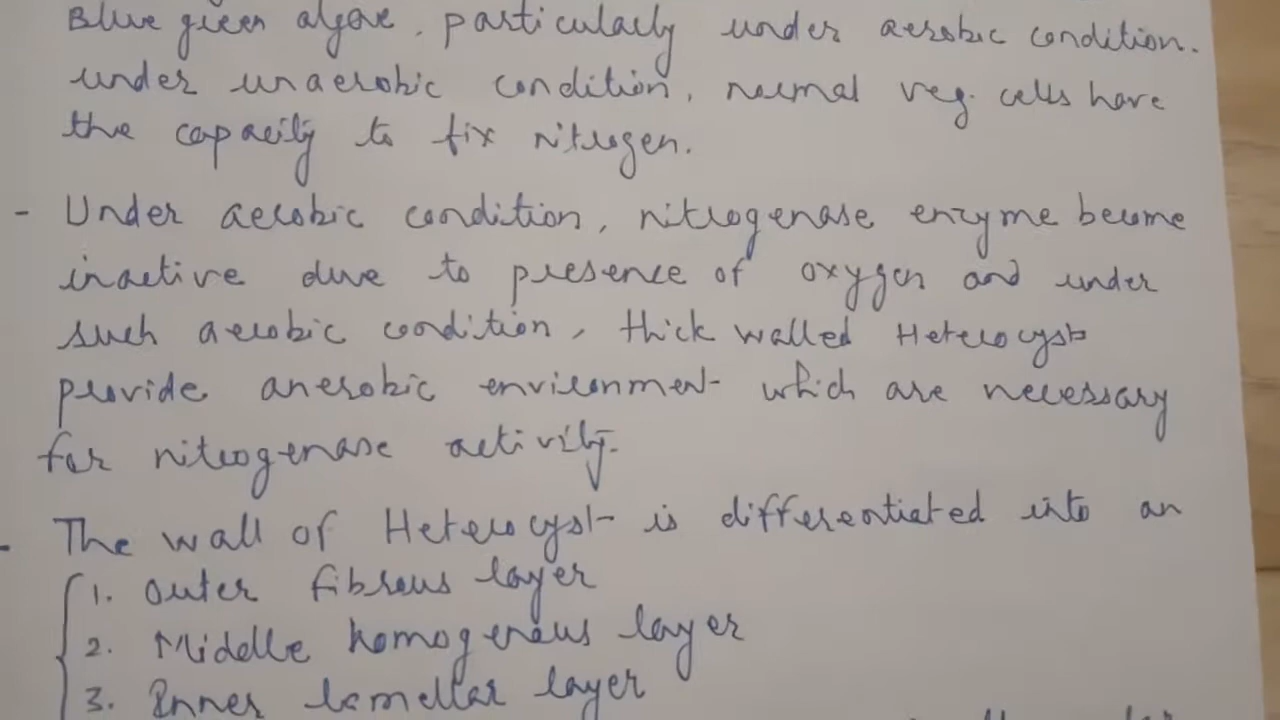 Blue green algae, particularly under aerobic condition.
under unaerobic condition, normal veg. cells have
the capacity to fix nitrogen.
- Under aerobic condition, nitrogenase enzyme become
inactive due to presence of oxygen and under
such aerobic condition, thick walled Heterocyst
provide anerobic environment which are necessary
for nitrogenase activity.
- The wall of Heterocyst is differentiated into an
1. Outer fibrous layer
2. Middle homogenous layer
3. Inner lamellar layer